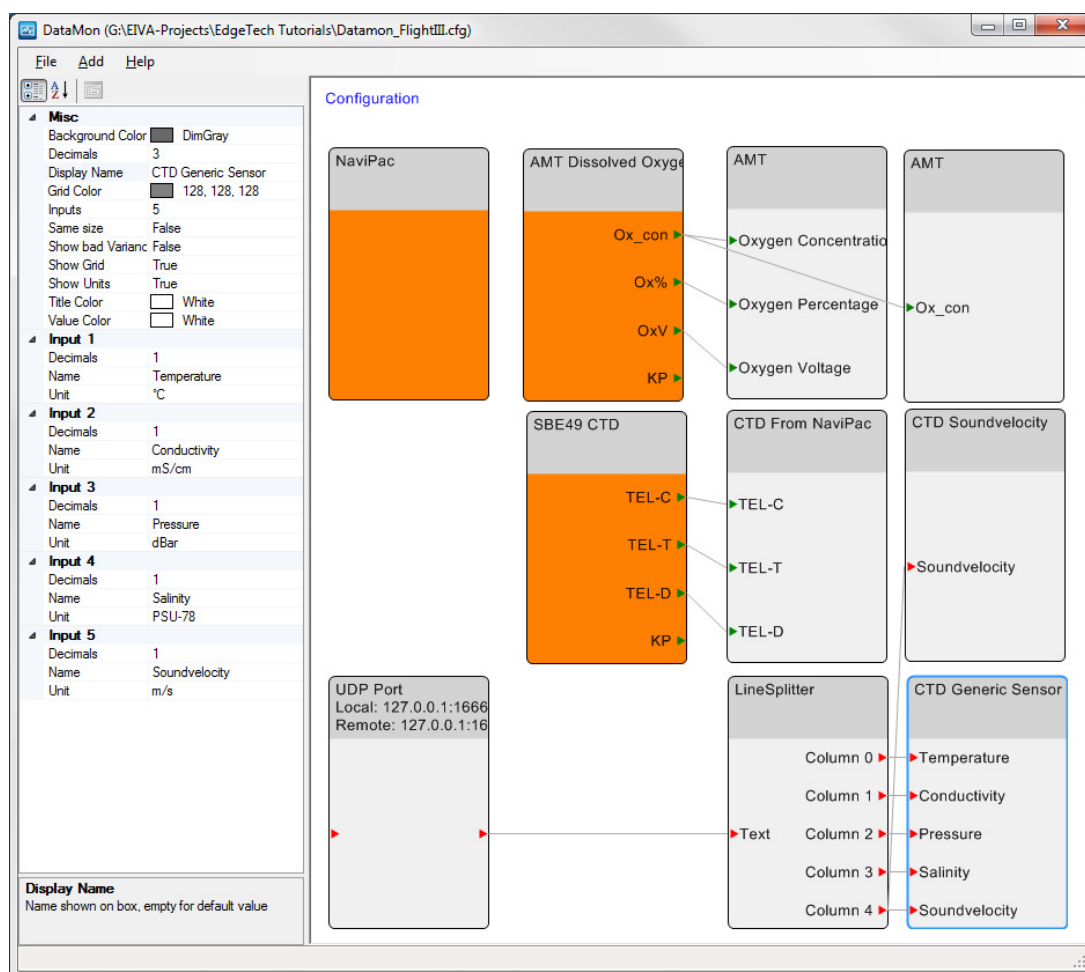 DataMon (G:\EIVA-Projects\EdgeTech Tutorials\Datamon_FlightIII.cfg)
File Add Help
Misc
Background Color DimGray
Decimals 3
Display Name CTD Generic Sensor
Grid Color 128, 128, 128
Inputs 5
Same size False
Show bad Varianc False
Show Grid True
Show Units True
Title Color White
Value Color White
Input 1
Decimals 1
Name Temperature
Unit °C
Input 2
Decimals 1
Name Conductivity
Unit mS/cm
Input 3
Decimals 1
Name Pressure
Unit dBar
Input 4
Decimals 1
Name Salinity
Unit PSU-78
Input 5
Decimals 1
Name Soundvelocity
Unit m/s
Display Name
Name shown on box, empty for default value
Configuration
NaviPac
AMT Dissolved Oxyge
Ox_con
Ox%
OxV
KP
AMT
Oxygen Concentratio
Oxygen Percentage
Oxygen Voltage
AMT
Ox_con
SBE49 CTD
TEL-C
TEL-T
TEL-D
KP
CTD From NaviPac
TEL-C
TEL-T
TEL-D
CTD Soundvelocity
Soundvelocity
UDP Port
Local: 127.0.0.1:1666
Remote: 127.0.0.1:16
LineSplitter
Text
Column 0
Column 1
Column 2
Column 3
Column 4
CTD Generic Sensor
Temperature
Conductivity
Pressure
Salinity
Soundvelocity